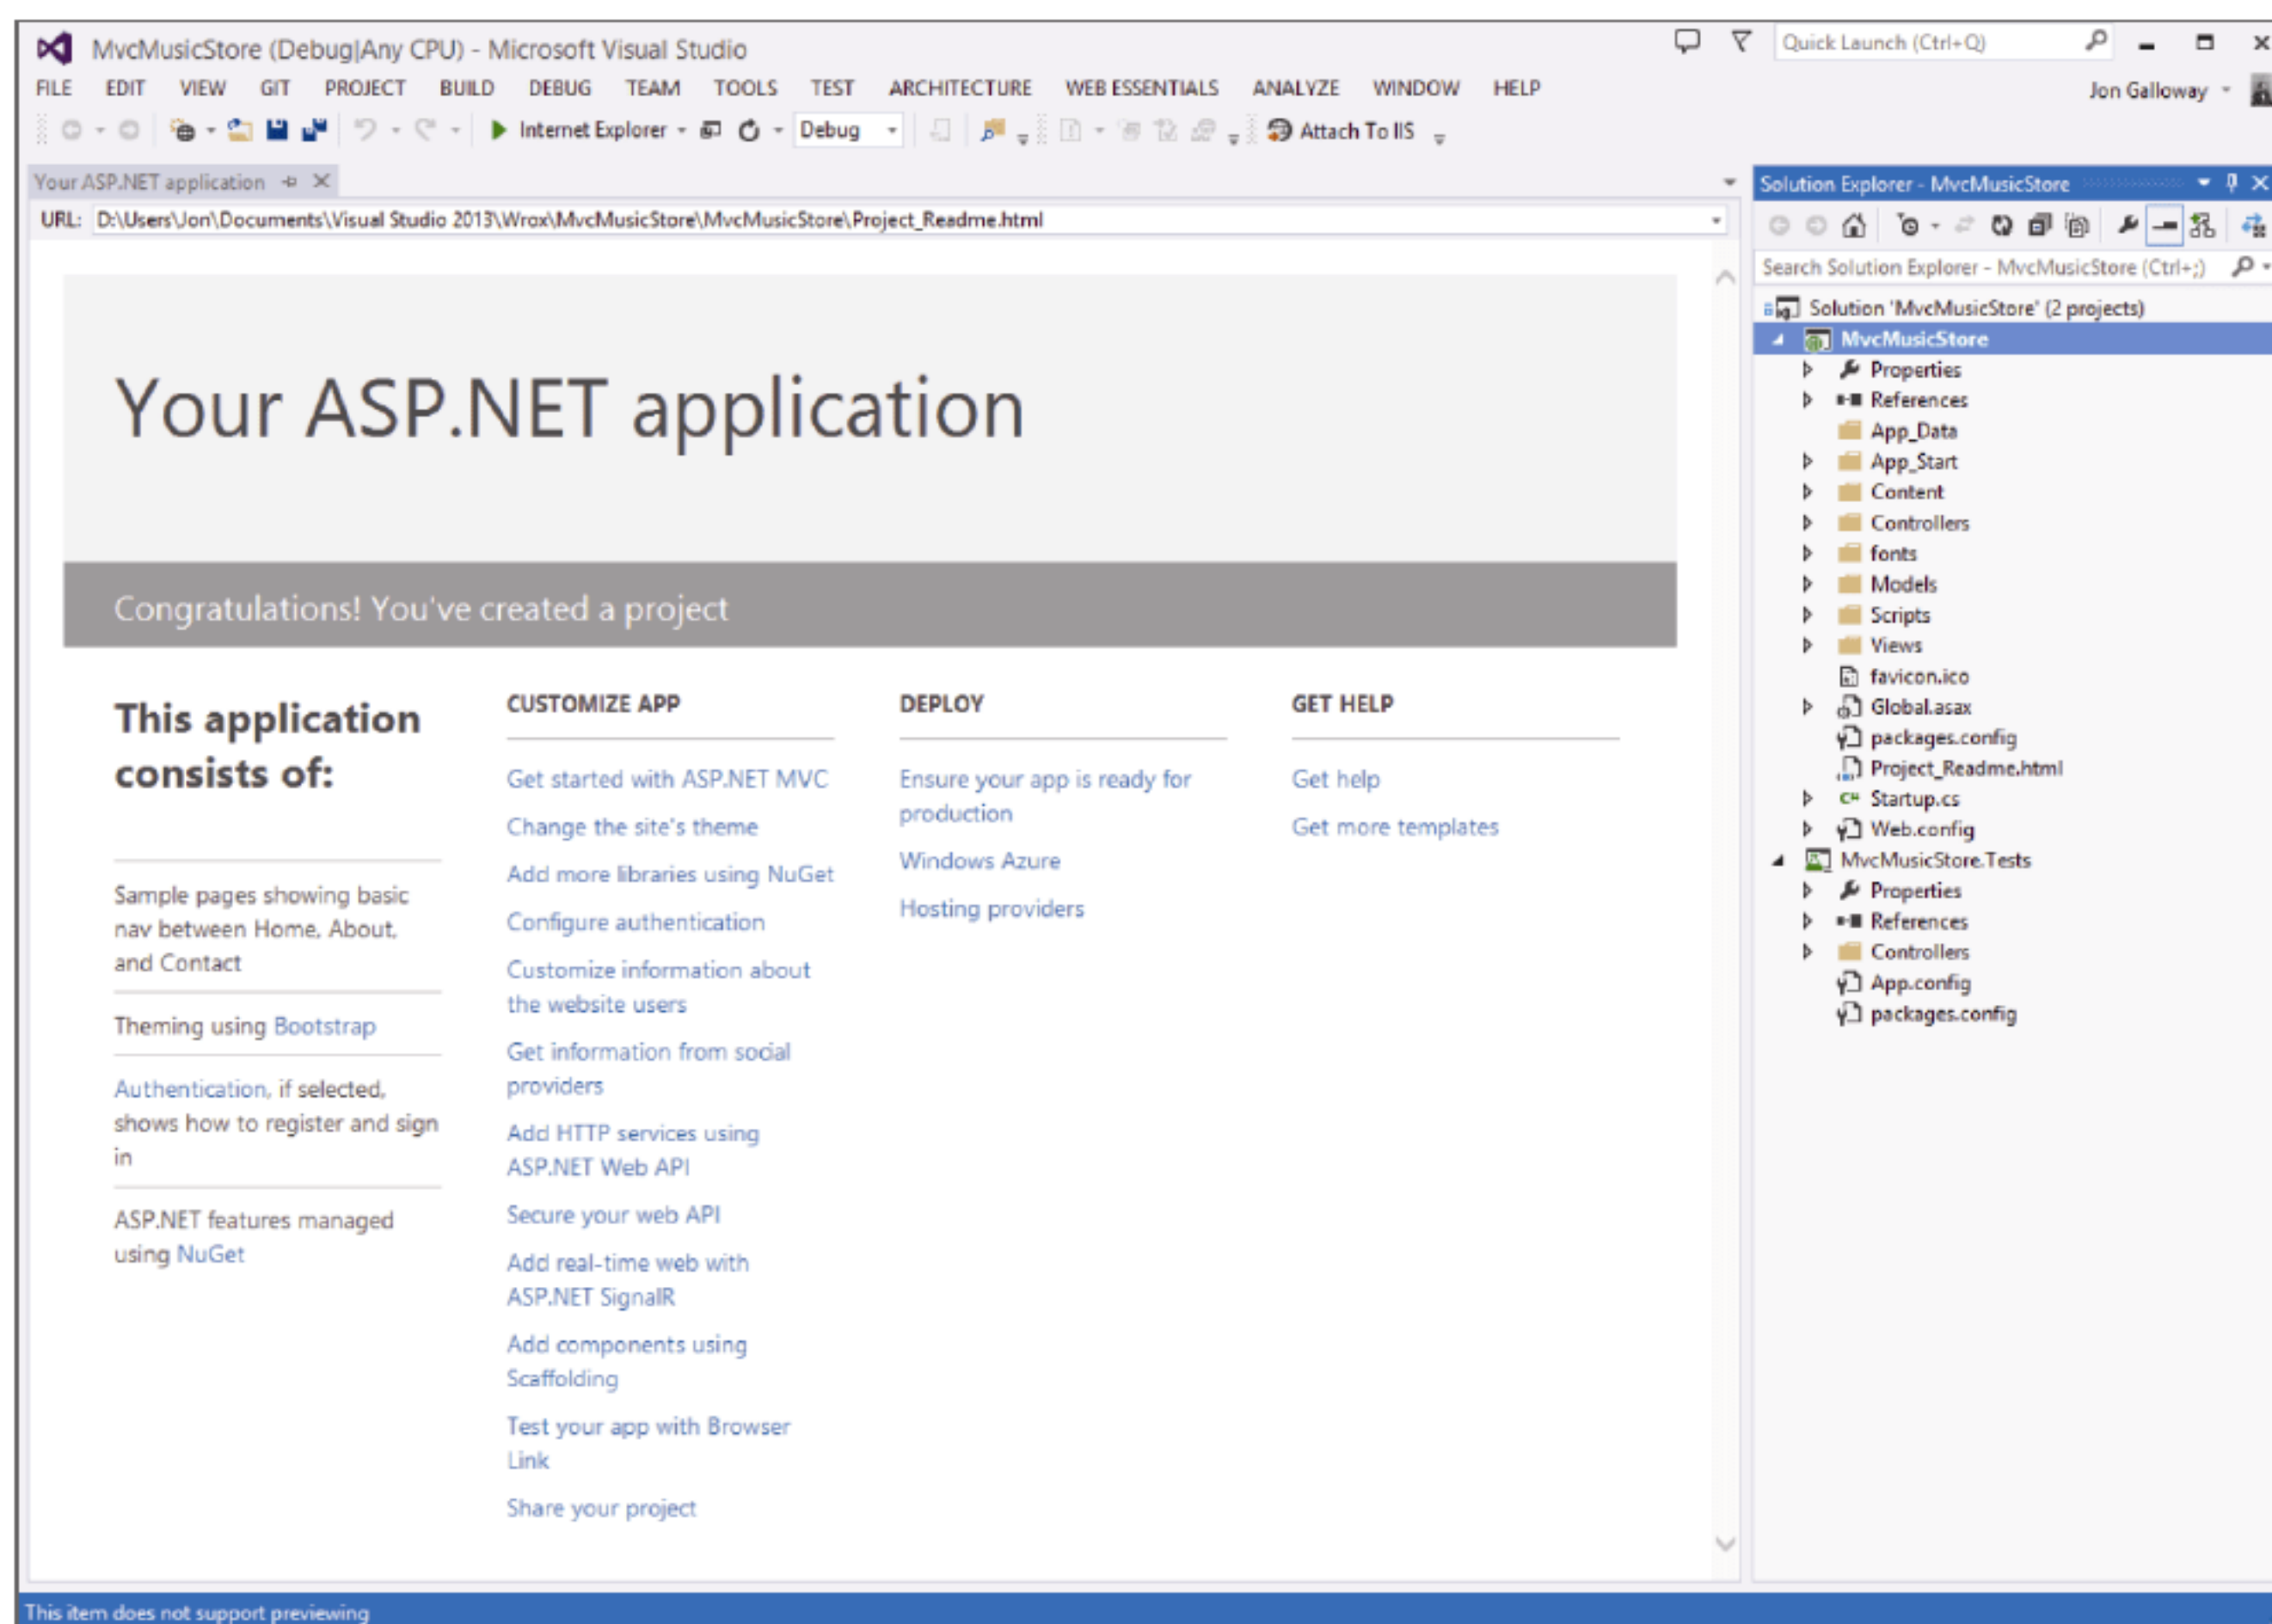 MvcMusicStore (Debug|Any CPU) - Microsoft Visual Studio
Quick Launch (Ctrl+Q)
FILE EDIT VIEW GIT PROJECT BUILD DEBUG TEAM TOOLS TEST ARCHITECTURE WEB ESSENTIALS ANALYZE WINDOW HELP
Jon Galloway
Internet Explorer Debug Attach To IIS
Your ASP.NET application
URL: D:\Users\Jon\Documents\Visual Studio 2013\Wrox\MvcMusicStore\MvcMusicStore\Project_Readme.html
Your ASP.NET application
Congratulations! You've created a project
This application
consists of:
Sample pages showing basic
nav between Home, About,
and Contact
Theming using Bootstrap
Authentication, if selected,
shows how to register and sign
in
ASP.NET features managed
using NuGet
CUSTOMIZE APP
Get started with ASP.NET MVC
Change the site's theme
Add more libraries using NuGet
Configure authentication
Customize information about
the website users
Get information from social
providers
Add HTTP services using
ASP.NET Web API
Secure your web API
Add real-time web with
ASP.NET SignalR
Add components using
Scaffolding
Test your app with Browser
Link
Share your project
DEPLOY
Ensure your app is ready for
production
Windows Azure
Hosting providers
GET HELP
Get help
Get more templates
Solution Explorer - MvcMusicStore
Search Solution Explorer - MvcMusicStore (Ctrl+;)
Solution 'MvcMusicStore' (2 projects)
MvcMusicStore
Properties
References
App_Data
App_Start
Content
Controllers
fonts
Models
Scripts
Views
favicon.ico
Global.asax
packages.config
Project_Readme.html
C# Startup.cs
Web.config
MvcMusicStore.Tests
Properties
References
Controllers
App.config
packages.config
This item does not support previewing